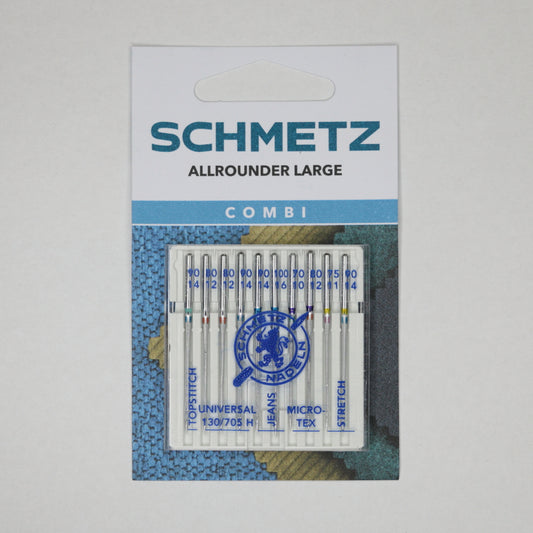 SCHMETZ
ALLROUNDER LARGE
COMBI
90 80 80 90 90 100 70 80 75 90
14 12 12 14 14 16 10 12 11 14
SCHMETZ
NADELN
TOPSTITCH
UNIVERSAL
130/705 H
JEANS
MICRO-
TEX
STRETCH